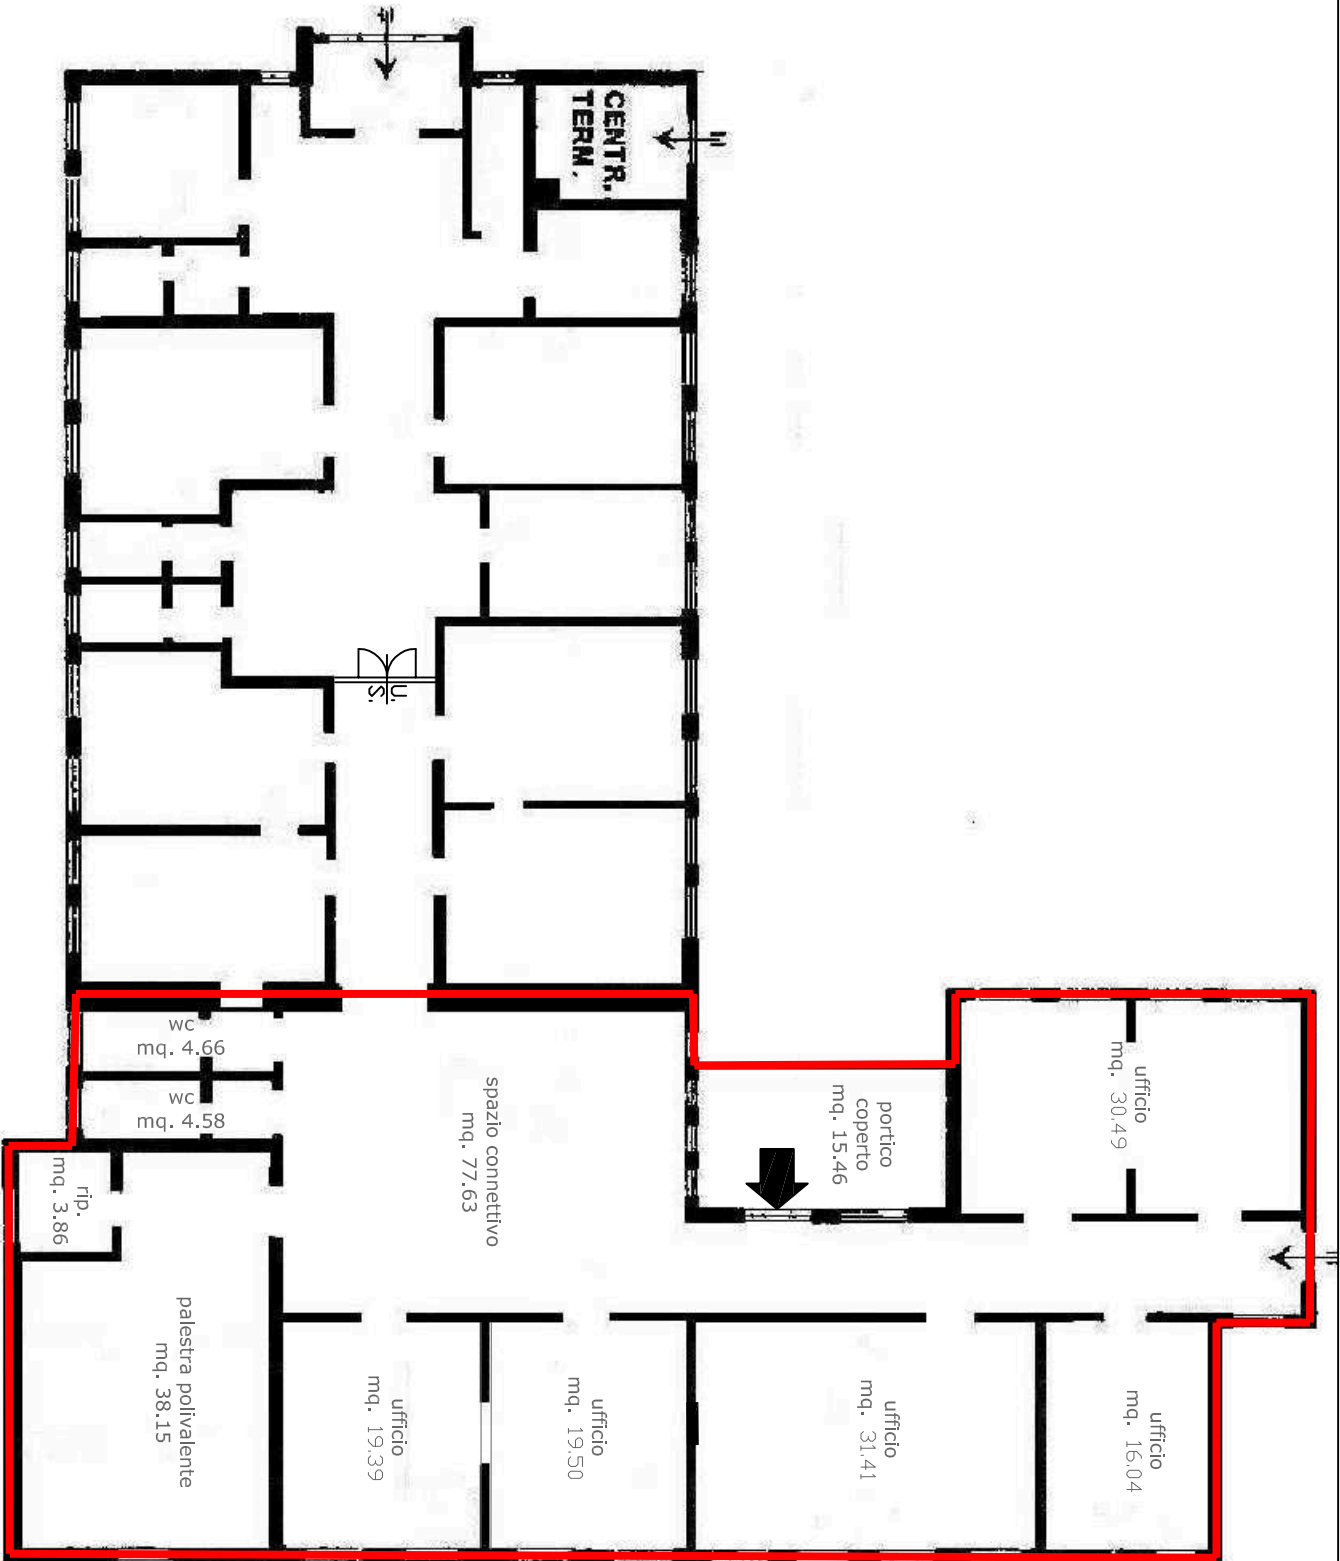 CENTR.
TERM.
U.
S.
wc
mq. 4.66
wc
mq. 4.58
rip.
mq. 3.86
spazio connettivo
mq. 77.63
portico
coperto
mq. 15.46
ufficio
mq. 30.49
palestra polivalente
mq. 38.15
ufficio
mq. 19.39
ufficio
mq. 19.50
ufficio
mq. 31.41
ufficio
mq. 16.04